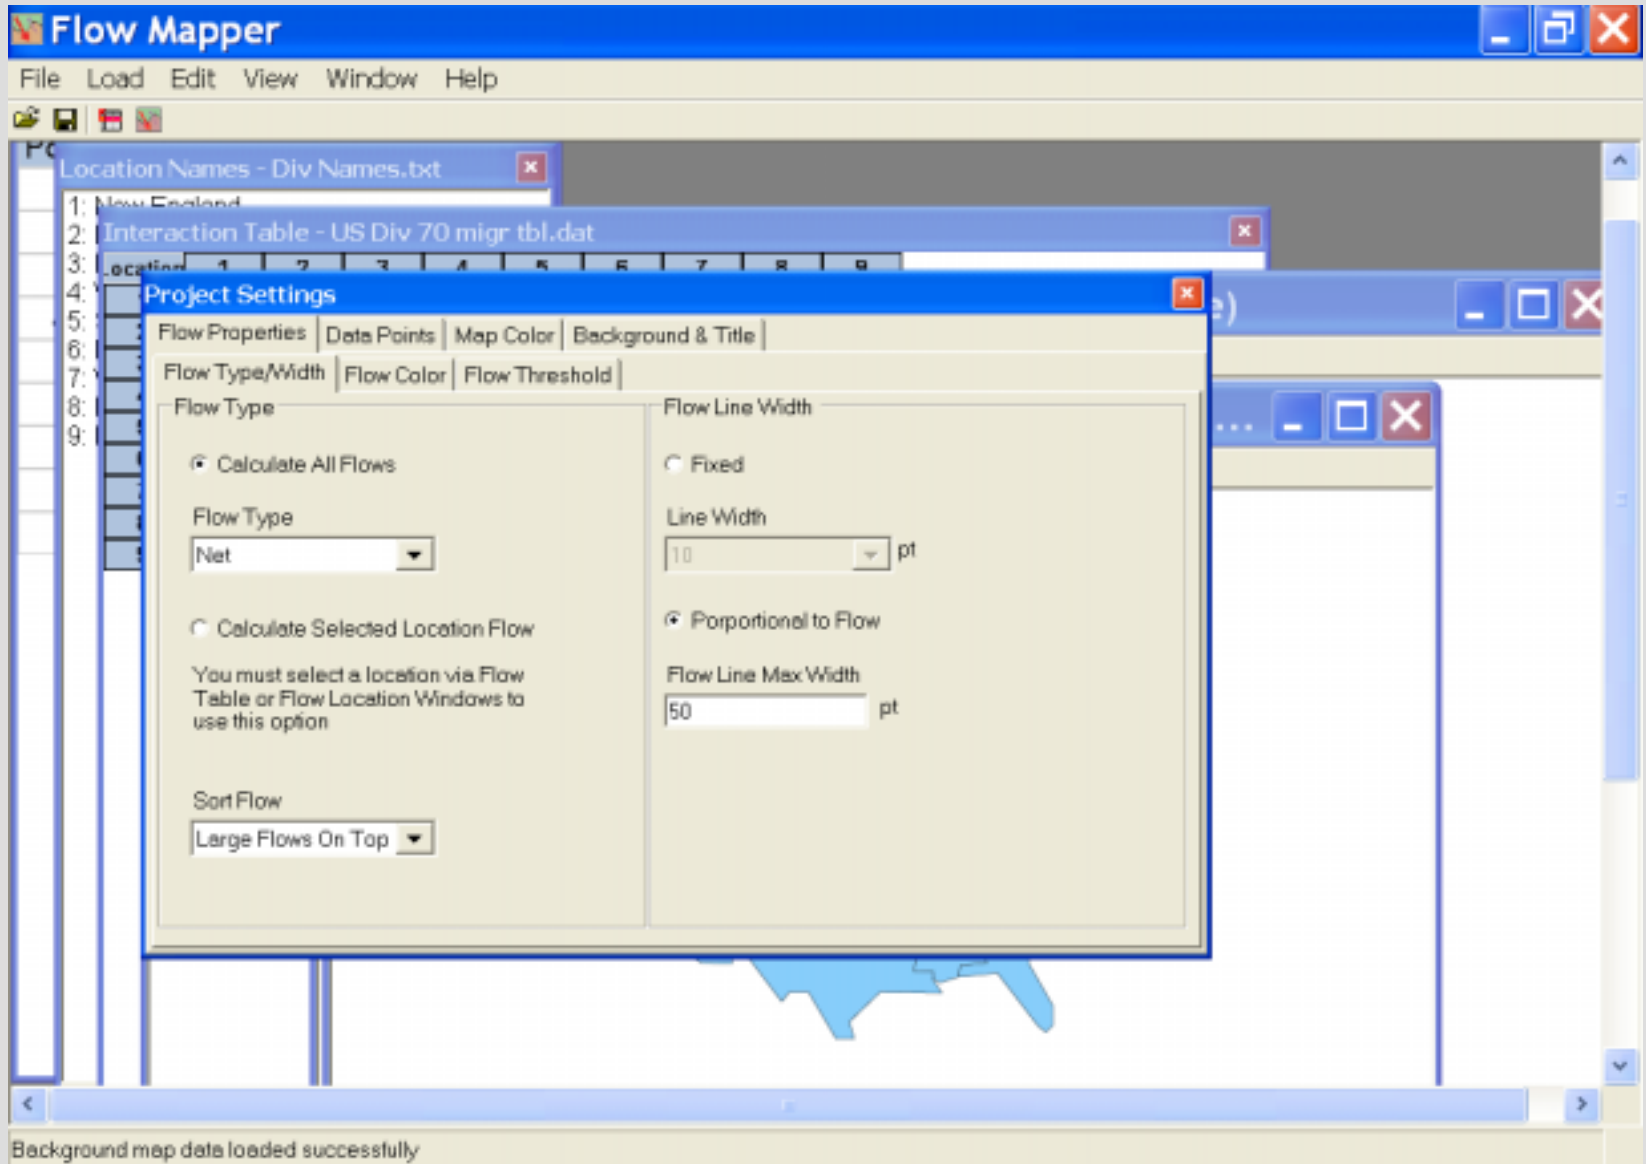 Flow Mapper
File Load Edit View Window Help
Location Names - Div Names.txt
1: New England
2:
3:
4:
5:
6:
7:
8:
9:
Interaction Table - US Div 70 migr tbl.dat
Location 1 2 3 4 5 6 7 8 9
e)
...
Project Settings
Flow Properties Data Points Map Color Background & Title
Flow Type/Width Flow Color Flow Threshold
Flow Type
Calculate All Flows
Flow Type
Net
Calculate Selected Location Flow
You must select a location via Flow
Table or Flow Location Windows to
use this option
Sort Flow
Large Flows On Top
Flow Line Width
Fixed
Line Width
10 pt
Porportional to Flow
Flow Line Max Width
50 pt
Background map data loaded successfully